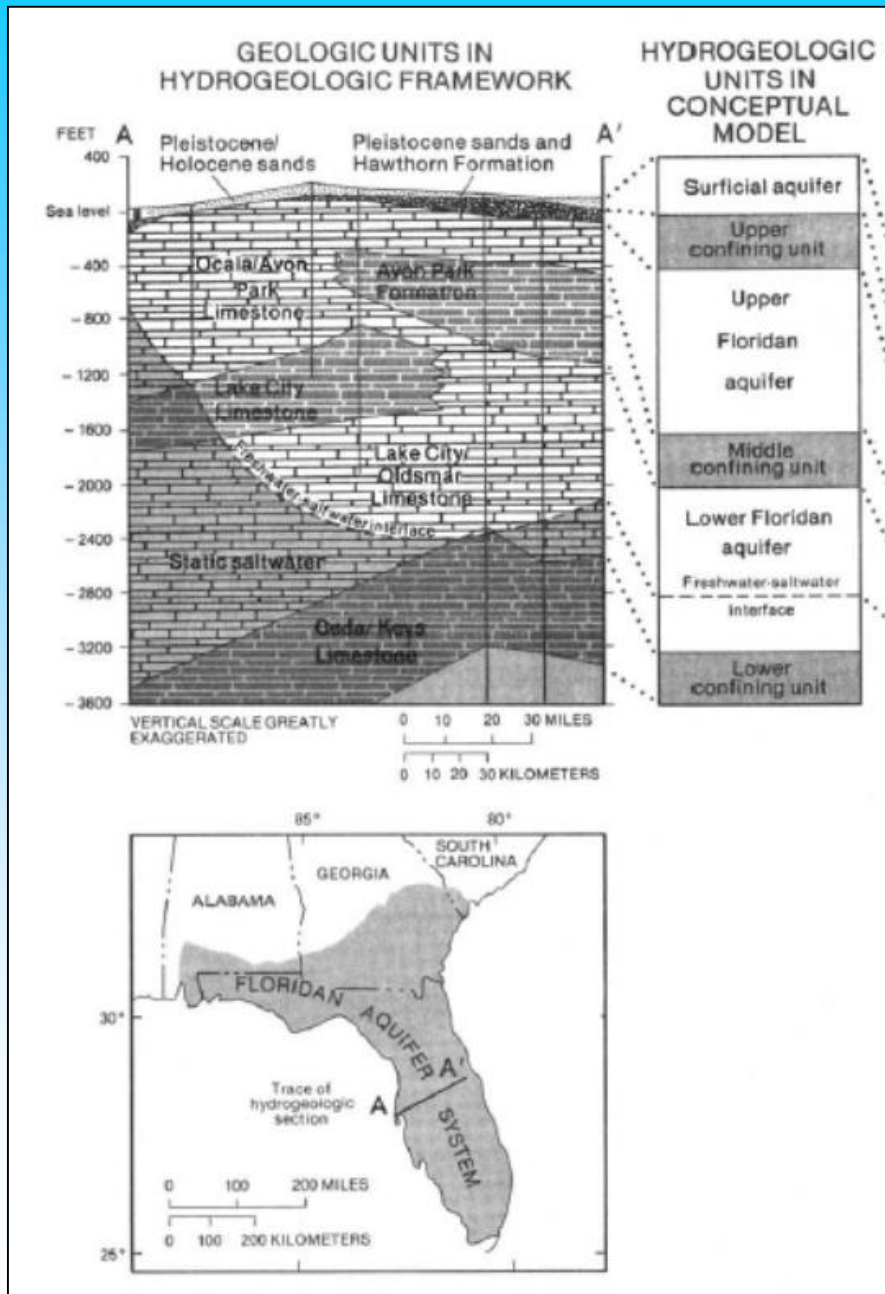 GEOLOGIC UNITS IN
HYDROGEOLOGIC FRAMEWORK
HYDROGEOLOGIC
UNITS IN
CONCEPTUAL
MODEL
FEET
A
A'
Pleistocene/
Holocene sands
Pleistocene sands and
Hawthorn Formation
400
Sea level
- 400
- 800
- 1200
- 1600
- 2000
- 2400
- 2800
- 3200
- 3600
Ocala/Avon
Park
Limestone
Avon Park
Formation
Lake City
Limestone
Lake City/
Oldsmar
Limestone
Freshwater-saltwater interface
Static saltwater
Cedar Keys
Limestone
Surficial aquifer
Upper
confining unit
Upper
Floridan
aquifer
Middle
confining unit
Lower Floridan
aquifer
Freshwater-saltwater
interface
Lower
confining unit
VERTICAL SCALE GREATLY
EXAGGERATED
0 10 20 30 MILES
0 10 20 30 KILOMETERS
85°
80°
SOUTH
CAROLINA
GEORGIA
ALABAMA
FLORIDAN
AQUIFER
SYSTEM
30°
A'
A
Trace of
hydrogeologic
section
0 100 200 MILES
0 100 200 KILOMETERS
25°